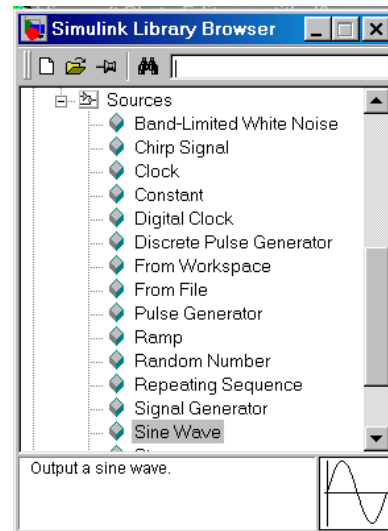 Simulink Library Browser
Sources
Band-Limited White Noise
Chirp Signal
Clock
Constant
Digital Clock
Discrete Pulse Generator
From Workspace
From File
Pulse Generator
Ramp
Random Number
Repeating Sequence
Signal Generator
Sine Wave
Output a sine wave.